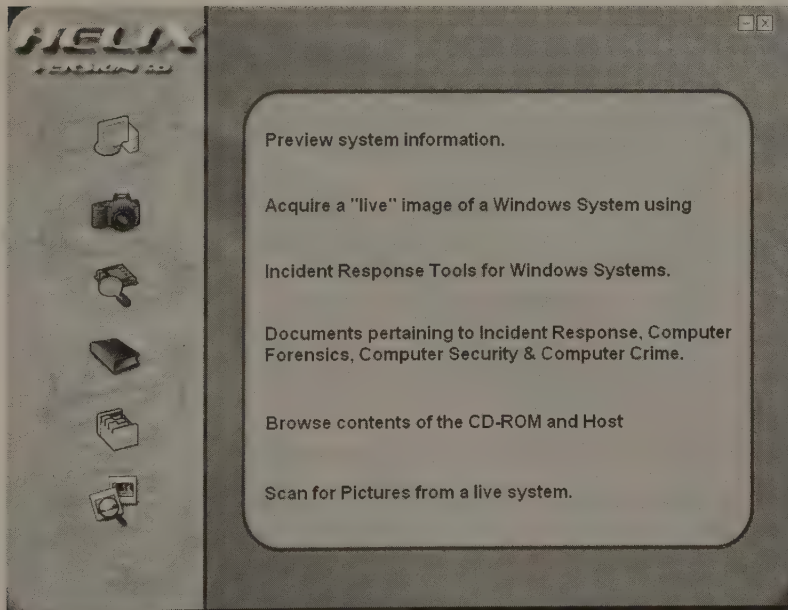 HELIX
Preview system information.
Acquire a "live" image of a Windows System using
Incident Response Tools for Windows Systems.
Documents pertaining to Incident Response, Computer
Forensics, Computer Security & Computer Crime.
Browse contents of the CD-ROM and Host
Scan for Pictures from a live system.